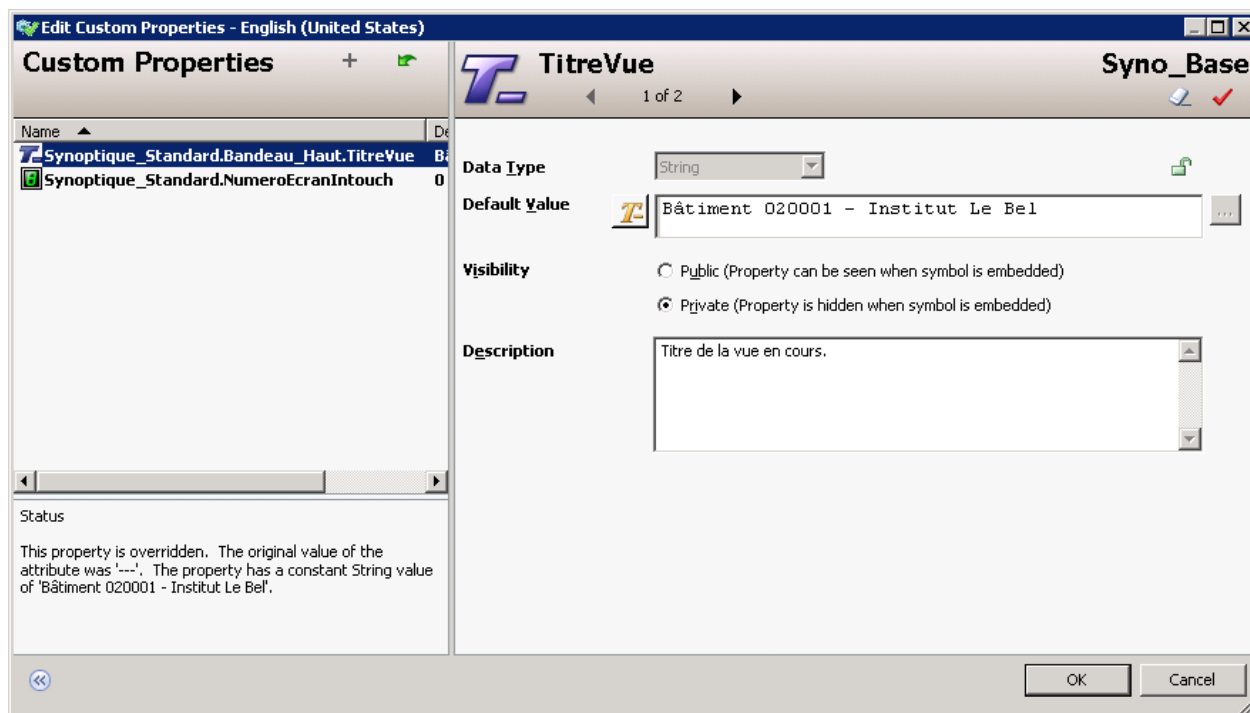 Edit Custom Properties - English (United States)
Custom Properties
TitreVue
Syno_Base
1 of 2
Name
De
Synoptique_Standard.Bandeau_Haut.TitreVue Bâ
Synoptique_Standard.NumeroEcranIntouch 0
Data Type
String
Default Value
T
Bâtiment 020001 - Institut Le Bel
...
Visibility
Public (Property can be seen when symbol is embedded)
Private (Property is hidden when symbol is embedded)
Description
Titre de la vue en cours.
Status
This property is overridden. The original value of the
attribute was '---'. The property has a constant String value
of 'Bâtiment 020001 - Institut Le Bel'.
OK
Cancel